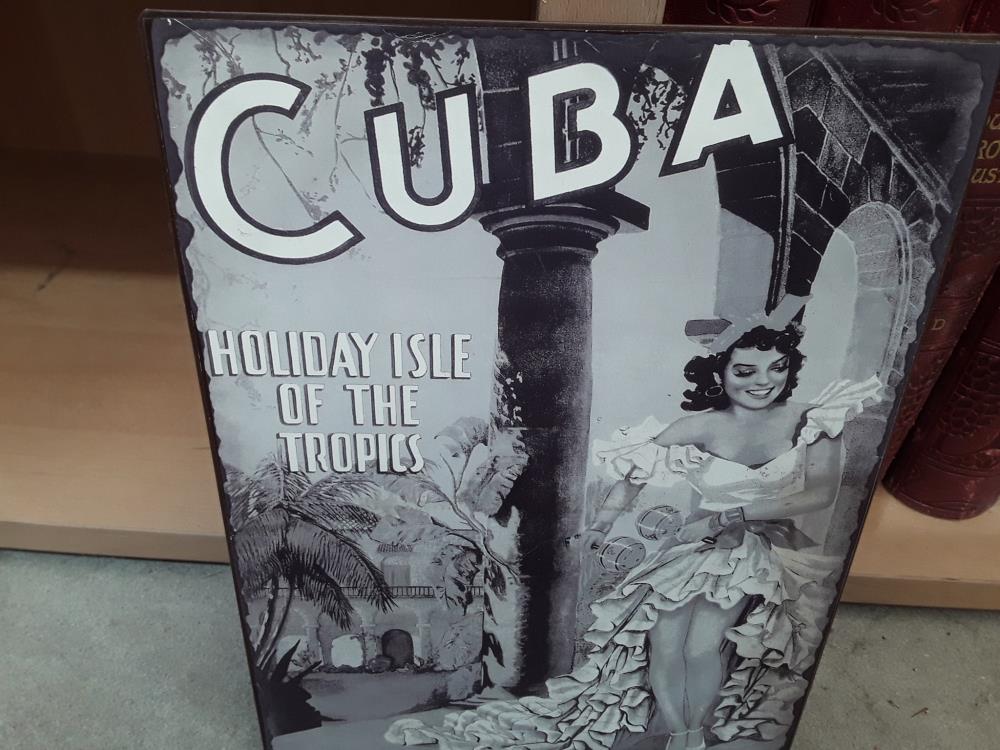 CUBA
HOLIDAY ISLE
OF THE
TROPICS